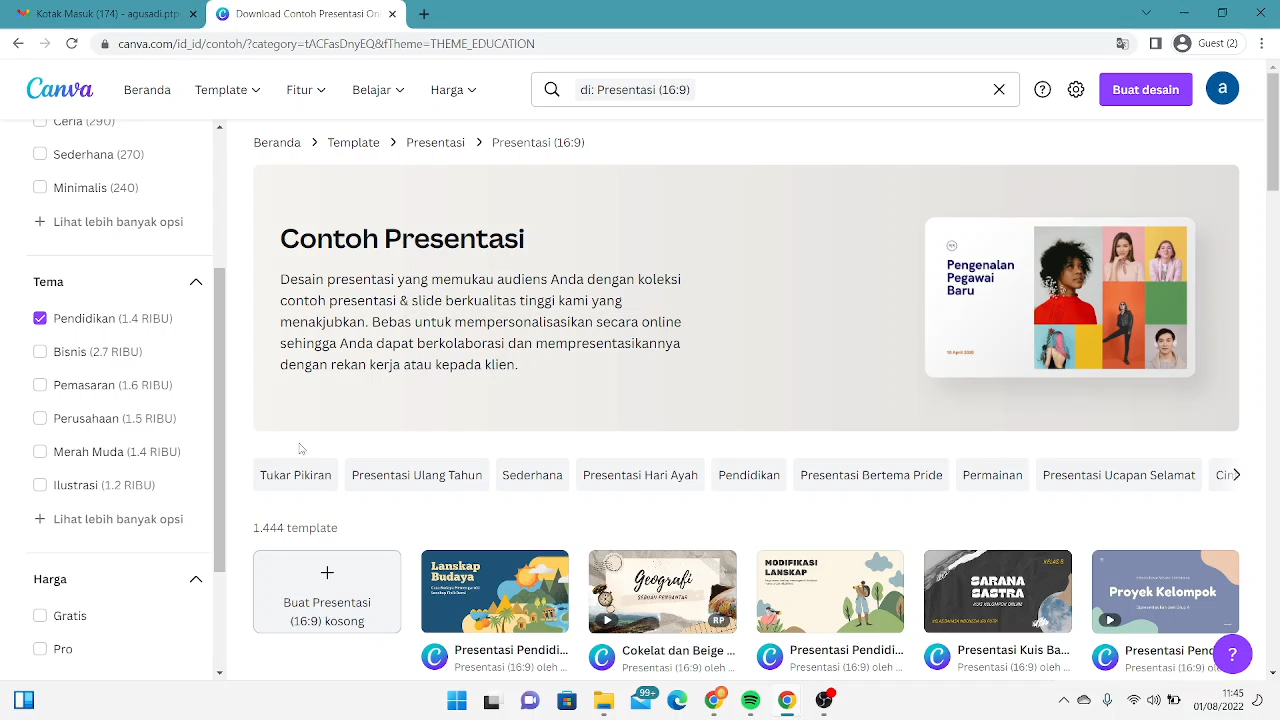 Kotak Masuk (174) - agusadi.ptp
Download Contoh Presentasi On
canva.com/id_id/contoh/?category=tACFasDnyEQ&fTheme=THEME_EDUCATION
Guest (2)
Canva
Beranda
Template
Fitur
Belajar
Harga
di: Presentasi (16:9)
Buat desain
a
Ceria (290)
Sederhana (270)
Minimalis (240)
Lihat lebih banyak opsi
Tema
Pendidikan (1.4 RIBU)
Bisnis (2.7 RIBU)
Pemasaran (1.6 RIBU)
Perusahaan (1.5 RIBU)
Merah Muda (1.4 RIBU)
Ilustrasi (1.2 RIBU)
Lihat lebih banyak opsi
Harga
Gratis
Pro
Beranda > Template > Presentasi > Presentasi (16:9)
Contoh Presentasi
Desain presentasi yang memukau audiens Anda dengan koleksi
contoh presentasi & slide berkualitas tinggi kami yang
menakjubkan. Bebas untuk mempersonalisasikan secara online
sehingga Anda dapat berkolaborasi dan mempresentasikannya
dengan rekan kerja atau kepada klien.
Pengenalan
Pegawai
Baru
Tukar Pikiran
Presentasi Ulang Tahun
Sederhana
Presentasi Hari Ayah
Pendidikan
Presentasi Bertema Pride
Permainan
Presentasi Ucapan Selamat
Cin
1.444 template
Buat Presentasi
(16:9) kosong
Lanskap
Budaya
Geografi
RP
MODIFIKASI
LANSKAP
KELAS 8
SARANA
SASTRA
Proyek Kelompok
Presentasi Pendidi...
Presentasi (16:9) oleh ...
Cokelat dan Beige ...
Presentasi (16:9) oleh ...
Presentasi Pendidi...
Presentasi (16:9) oleh ...
Presentasi Kuis Ba...
Presentasi (16:9) oleh ...
Presentasi Pend
Presentasi (16:9) ol
?
99+
11:45
01/08/2022